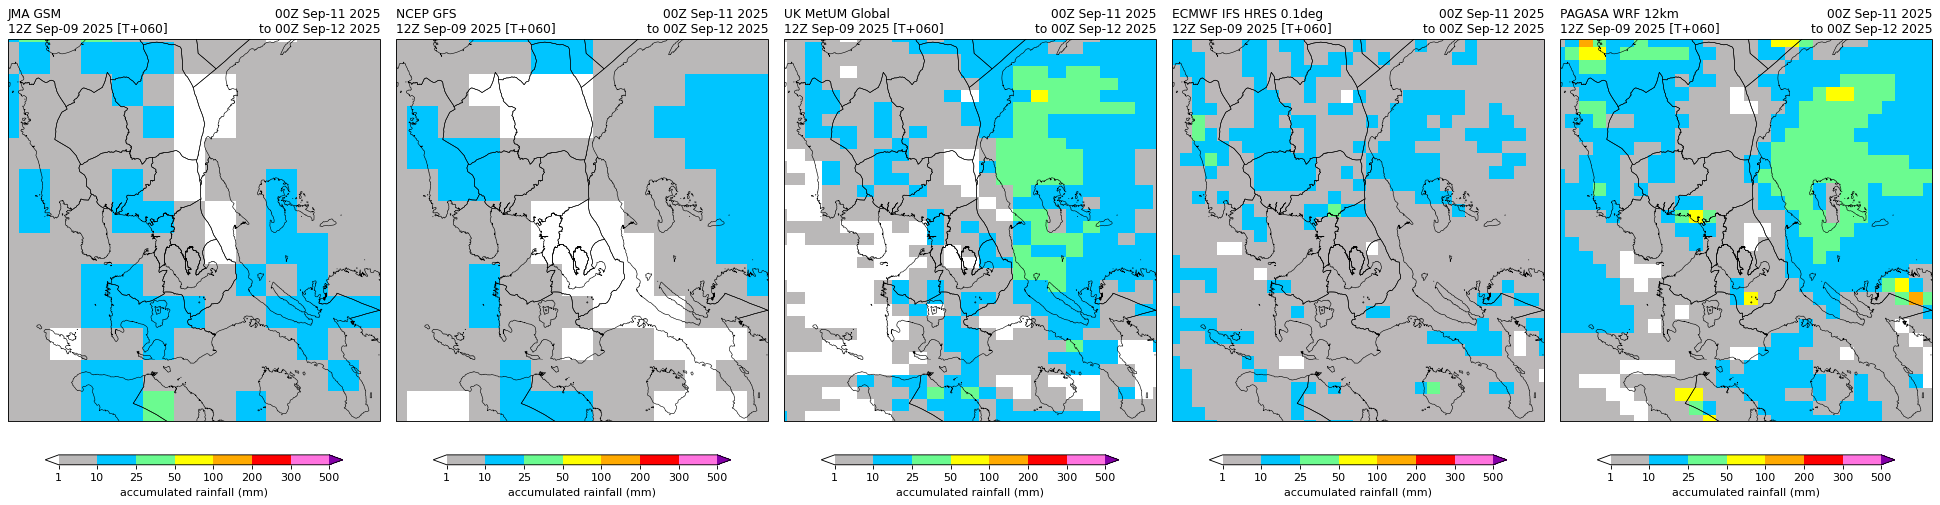 JMA GSM 00Z Sep-11 2025
12Z Sep-09 2025 [T+060] to 00Z Sep-12 2025
1 10 25 50 100 200 300 500
accumulated rainfall (mm)
NCEP GFS 00Z Sep-11 2025
12Z Sep-09 2025 [T+060] to 00Z Sep-12 2025
1 10 25 50 100 200 300 500
accumulated rainfall (mm)
UK MetUM Global 00Z Sep-11 2025
12Z Sep-09 2025 [T+060] to 00Z Sep-12 2025
1 10 25 50 100 200 300 500
accumulated rainfall (mm)
ECMWF IFS HRES 0.1deg 00Z Sep-11 2025
12Z Sep-09 2025 [T+060] to 00Z Sep-12 2025
1 10 25 50 100 200 300 500
accumulated rainfall (mm)
PAGASA WRF 12km 00Z Sep-11 2025
12Z Sep-09 2025 [T+060] to 00Z Sep-12 2025
1 10 25 50 100 200 300 500
accumulated rainfall (mm)